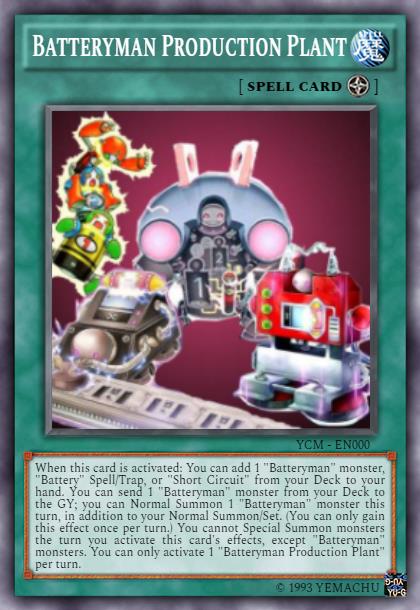 BATTERYMAN PRODUCTION PLANT 魔
[ SPELL CARD ]
1
2
1
YCM - EN000
When this card is activated: You can add 1 "Batteryman" monster,
"Battery" Spell/Trap, or "Short Circuit" from your Deck to your
hand. You can send 1 "Batteryman" monster from your Deck to
the GY; you can Normal Summon 1 "Batteryman" monster this
turn, in addition to your Normal Summon/Set. (You can only gain
this effect once per turn.) You cannot Special Summon monsters
the turn you activate this card's effects, except "Batteryman"
monsters. You can only activate 1 "Batteryman Production Plant"
per turn.
© 1993 YEMACHU